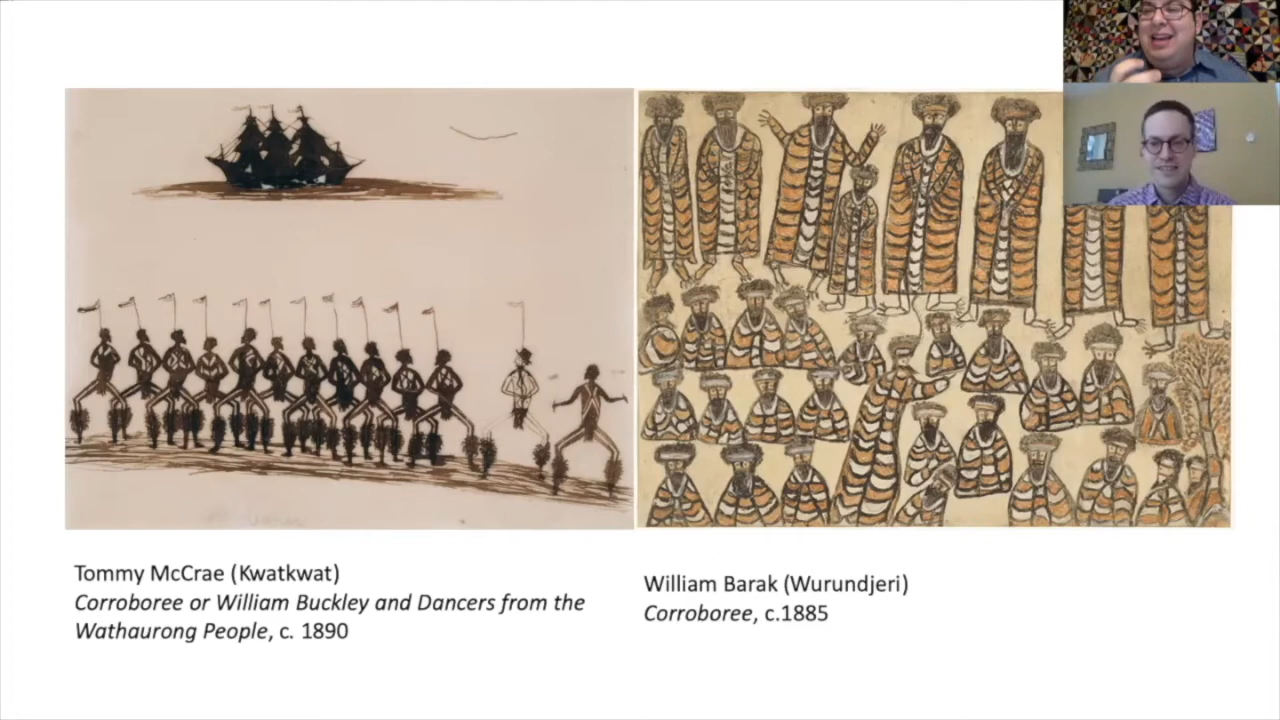 Tommy McCrae (Kwatkwat)
Corroboree or William Buckley and Dancers from the
Wathaurong People, c. 1890
William Barak (Wurundjeri)
Corroboree, c.1885